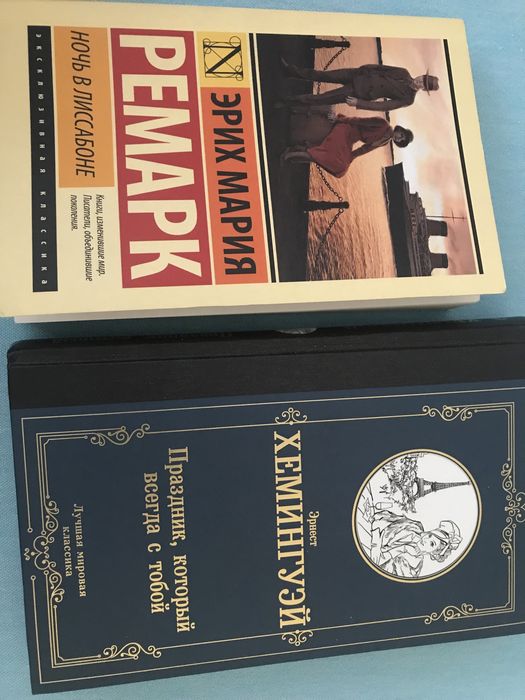 ЭРИХ МАРИЯ
РЕМАРК
НОЧЬ В ЛИССАБОНЕ
Книги, изменившие мир.
Писатели, объединившие
поколения.
ЭКСКЛЮЗИВНАЯ КЛАССИКА
Эрнест
ХЕМИНГУЭЙ
Праздник, который
всегда с тобой
Лучшая мировая
классика